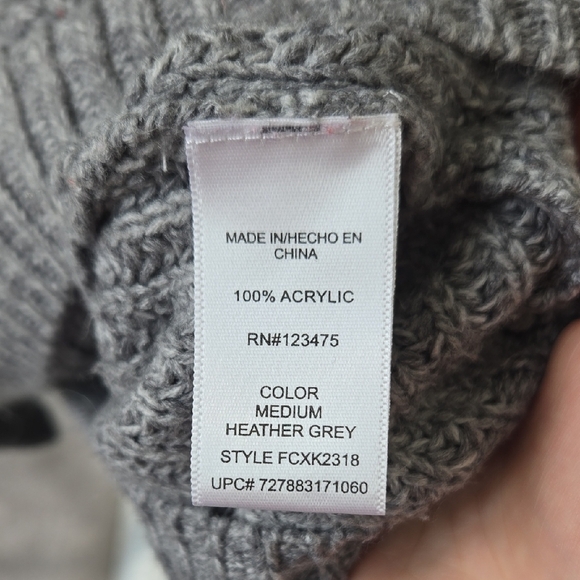 MADE IN/HECHO EN
CHINA
100% ACRYLIC
RN#123475
COLOR
MEDIUM
HEATHER GREY
STYLE FCXK2318
UPC# 727883171060